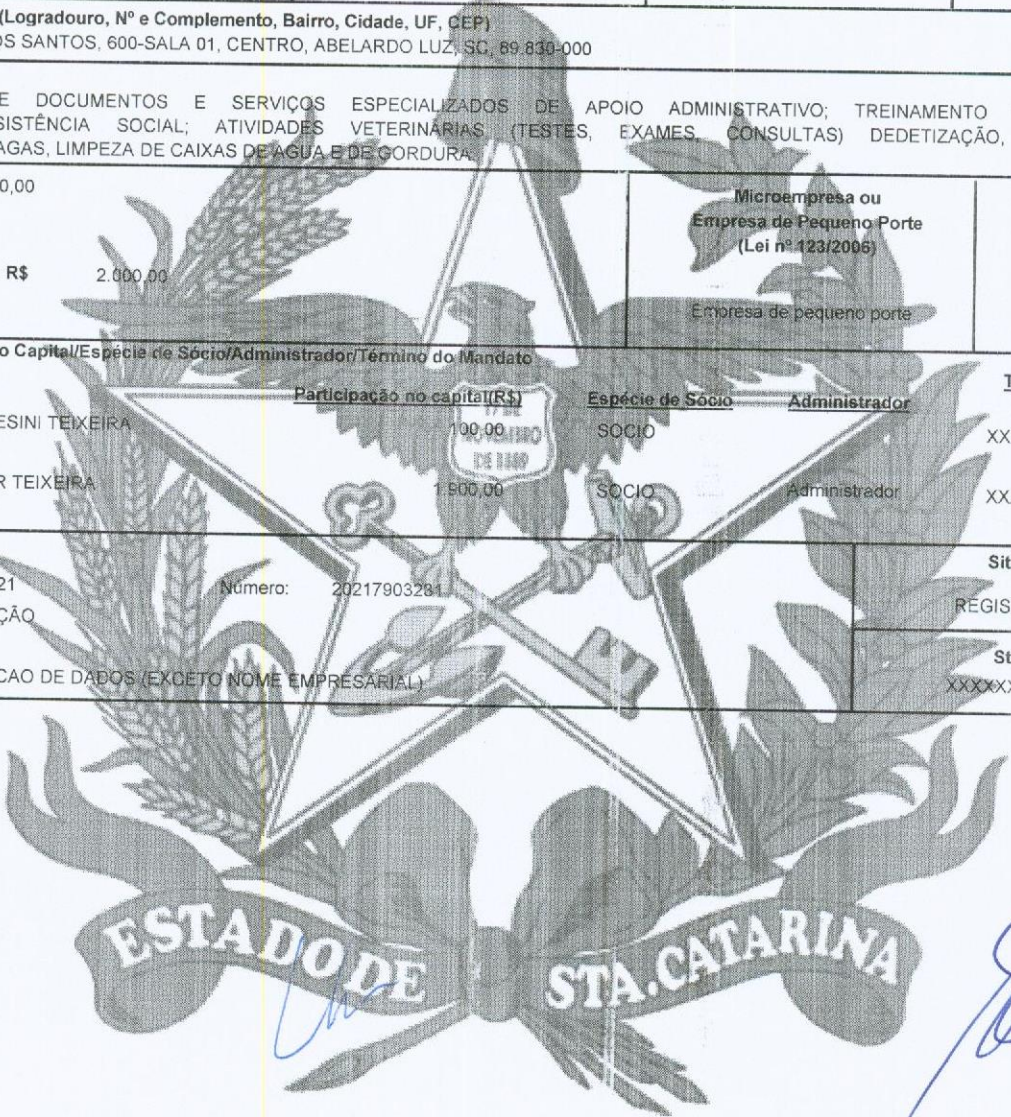 (Logradouro, Nº e Complemento, Bairro, Cidade, UF, CEP)
OS SANTOS, 600-SALA 01, CENTRO, ABELARDO LUZ, SC, 89.830-000
E DOCUMENTOS E SERVIÇOS ESPECIALIZADOS DE APOIO ADMINISTRATIVO; TREINAMENTO
SISTÊNCIA SOCIAL; ATIVIDADES VETERINÁRIAS (TESTES, EXAMES, CONSULTAS) DEDETIZAÇÃO,
AGAS, LIMPEZA DE CAIXAS DE AGUA E DE GORDURA.
0,00
Microempresa ou
Empresa de Pequeno Porte
(Lei nº 123/2006)
R$ 2.000,00
Empresa de pequeno porte
o Capital/Espécie de Sócio/Administrador/Término do Mandato
Participação no capital(R$) Espécie de Sócio Administrador T
ESINI TEIXEIRA 100,00 SOCIO XX
R TEIXEIRA 1.900,00 SOCIO Administrador XX
17 DE
NOVEMBRO
DE 1889
21 Número: 20217903281
ÇÃO
CAO DE DADOS (EXCETO NOME EMPRESARIAL)
Sit
REGIS
St
XXXXXX
ESTADO DE STA. CATARINA